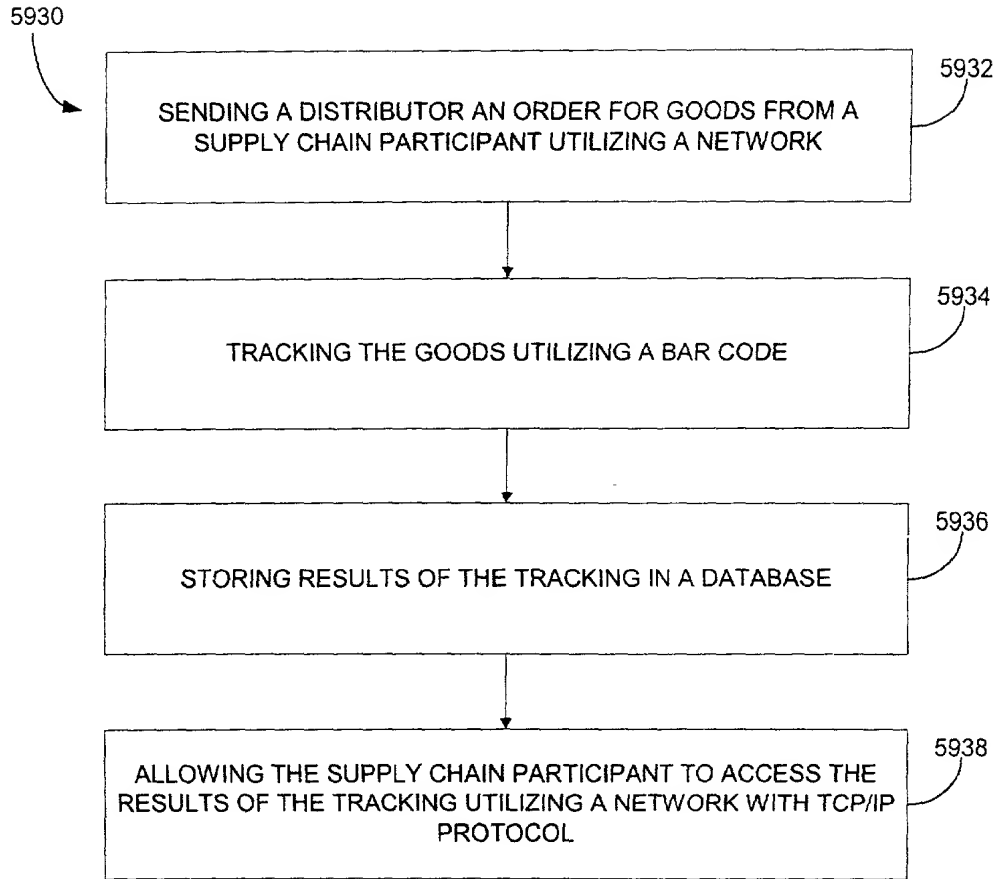 5930
5932
SENDING A DISTRIBUTOR AN ORDER FOR GOODS FROM A
SUPPLY CHAIN PARTICIPANT UTILIZING A NETWORK
5934
TRACKING THE GOODS UTILIZING A BAR CODE
5936
STORING RESULTS OF THE TRACKING IN A DATABASE
5938
ALLOWING THE SUPPLY CHAIN PARTICIPANT TO ACCESS THE
RESULTS OF THE TRACKING UTILIZING A NETWORK WITH TCP/IP
PROTOCOL